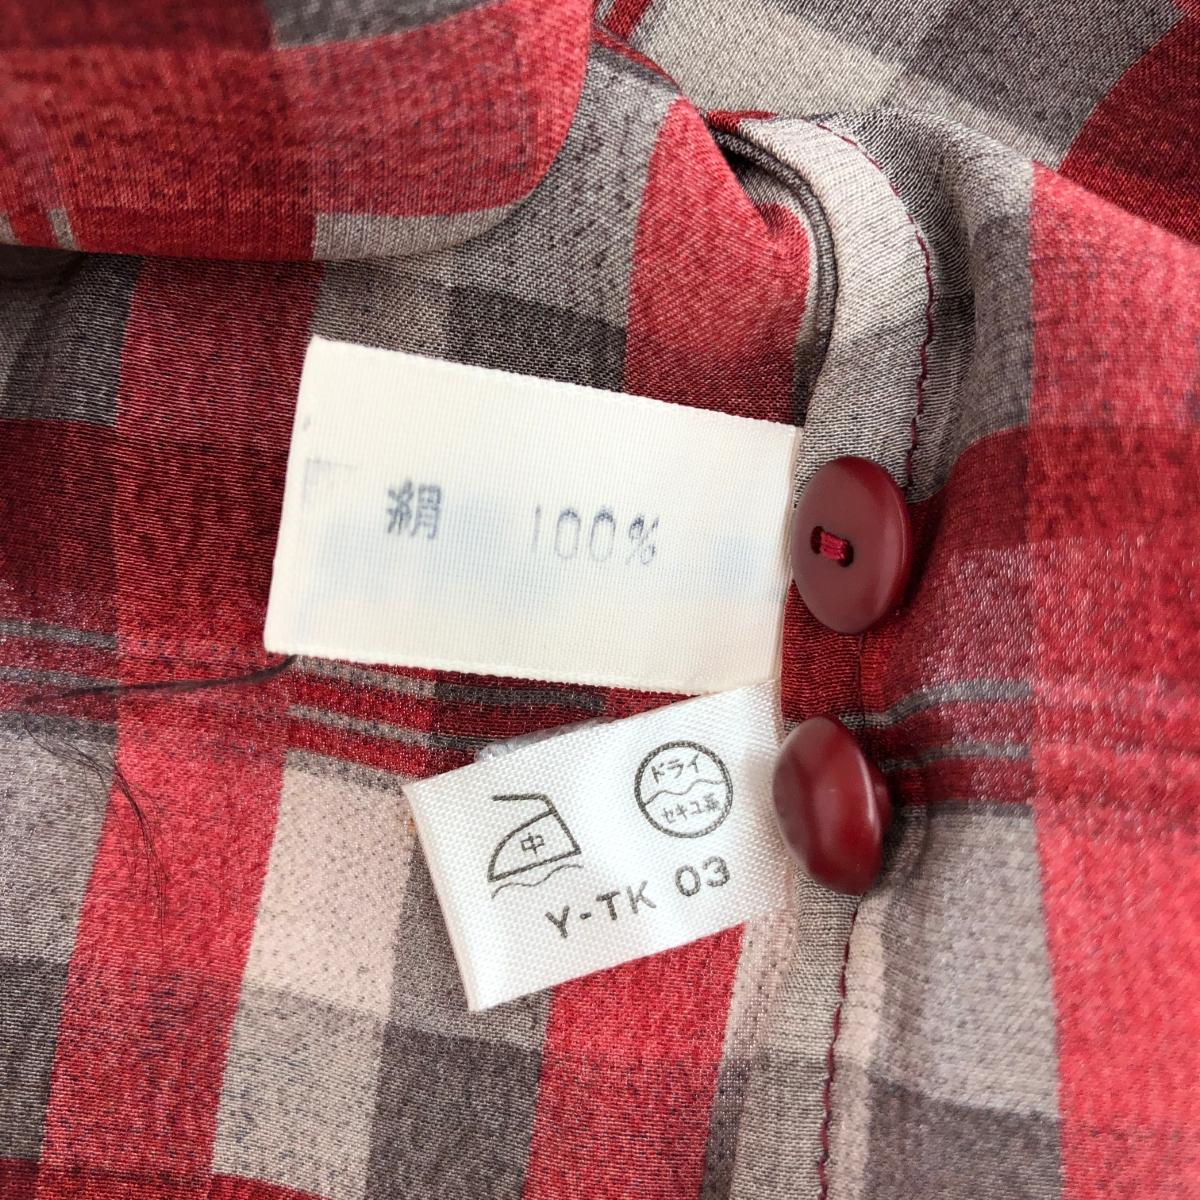 絹 100%
中
ドライ
セキユ系
Y-TK 03